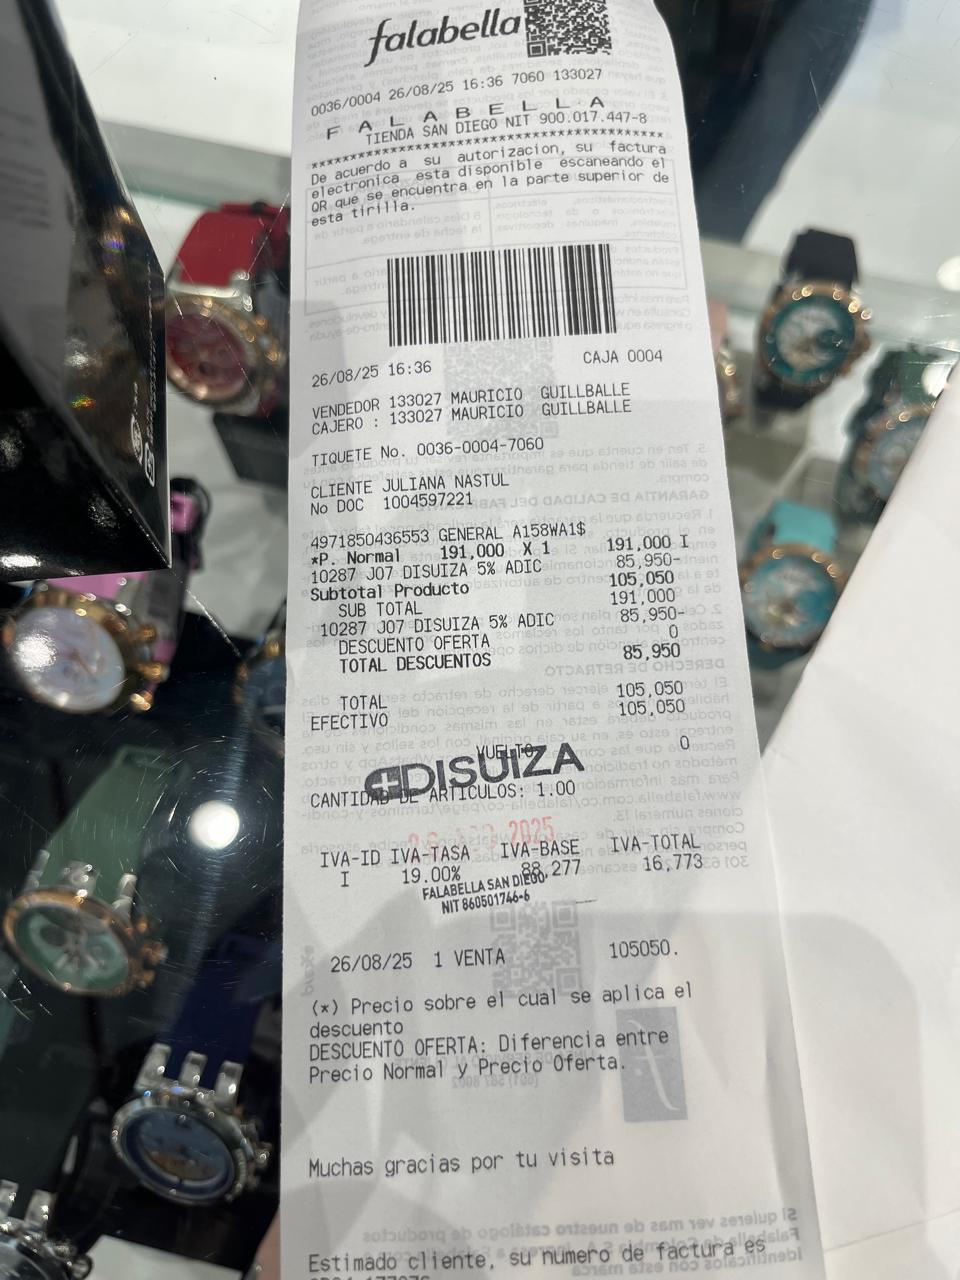 falabella
0036/0004 26/08/25 16:36 7060 133027
F A L A B E L L A
TIENDA SAN DIEGO NIT 900.017.447-8
****************************************
De acuerdo a su autorizacion, su factura
electronica esta disponible escaneando el
QR que se encuentra en la parte superior de
esta tirilla.
26/08/25 16:36 CAJA 0004
VENDEDOR 133027 MAURICIO GUILLBALLE
CAJERO : 133027 MAURICIO GUILLBALLE
TIQUETE No. 0036-0004-7060
CLIENTE JULIANA NASTUL
No DOC 1004597221
4971850436553 GENERAL A158WA1$
*P. Normal 191,000 X 1 191,000 I
10287 JO7 DISUIZA 5% ADIC 85,950-
Subtotal Producto 105,050
SUB TOTAL 191,000
10287 JO7 DISUIZA 5% ADIC 85,950-
DESCUENTO OFERTA 0
TOTAL DESCUENTOS 85,950
TOTAL 105,050
EFECTIVO 105,050
VUELTO 0
DISUIZA
CANTIDAD DE ARTICULOS: 1.00
2025
IVA-ID IVA-TASA IVA-BASE IVA-TOTAL
I 19.00% 88,277 16,773
FALABELLA SAN DIEGO
NIT 860501746-6
26/08/25 1 VENTA 105050.
(*) Precio sobre el cual se aplica el
descuento
DESCUENTO OFERTA: Diferencia entre
Precio Normal y Precio Oferta.
Muchas gracias por tu visita
Estimado cliente, su numero de factura es